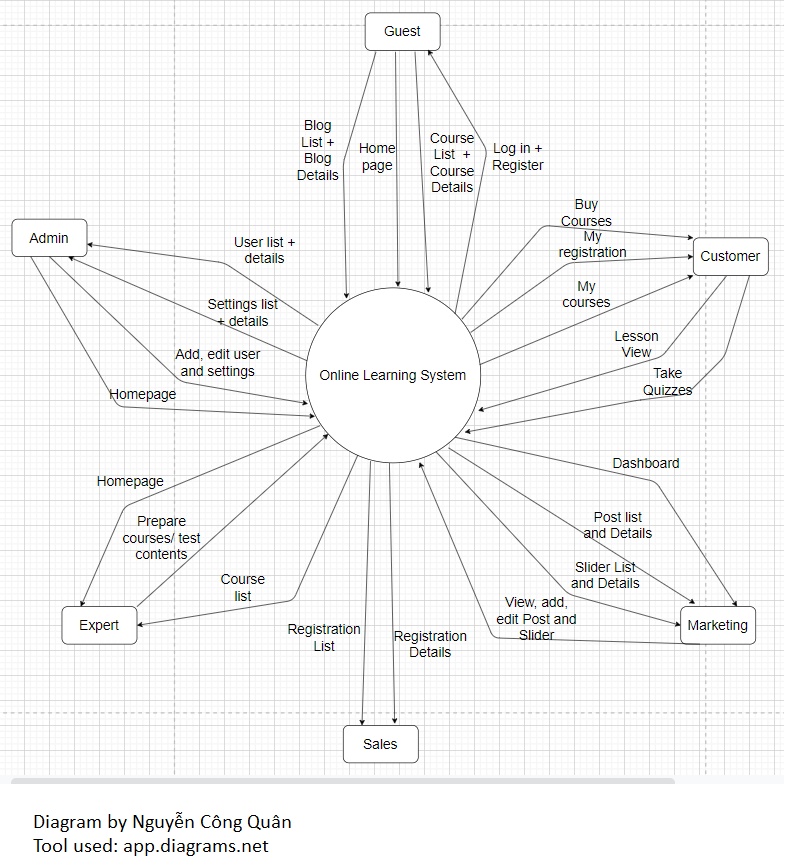 Guest
Blog
List +
Blog
Details
Home
page
Course
List +
Course
Details
Log in +
Register
Buy
Courses
My
registration
My
courses
Customer
Lesson
View
Take
Quizzes
Admin
User list +
details
Settings list
+ details
Add, edit user
and settings
Homepage
Online Learning System
Homepage
Prepare
courses/ test
contents
Course
list
Expert
Registration
List
Registration
Details
Sales
Dashboard
Post list
and Details
Slider List
and Details
View, add,
edit Post and
Slider
Marketing
Diagram by Nguyễn Công Quân
Tool used: app.diagrams.net